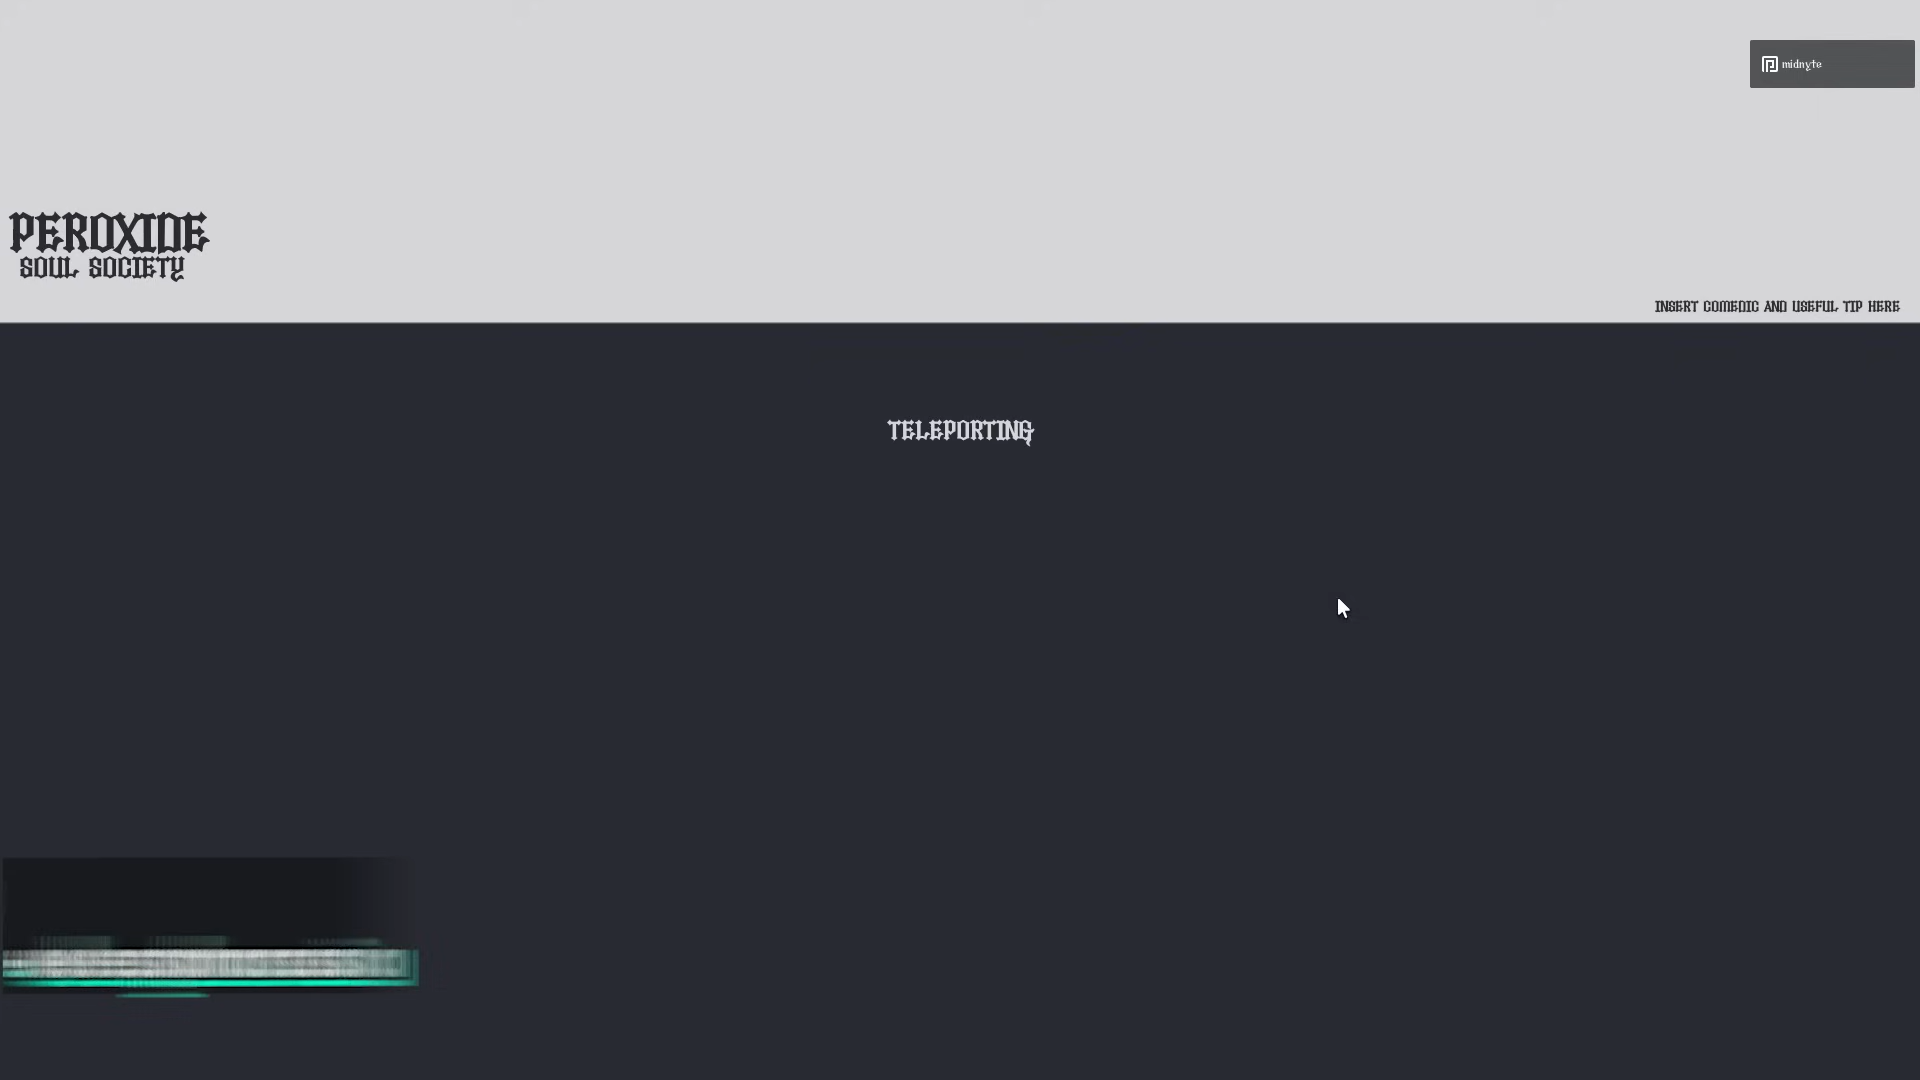 midnyte
PEROXIDE
SOUL SOCIETY
INSERT COMEDIC AND USEFUL TIP HERE
TELEPORTING